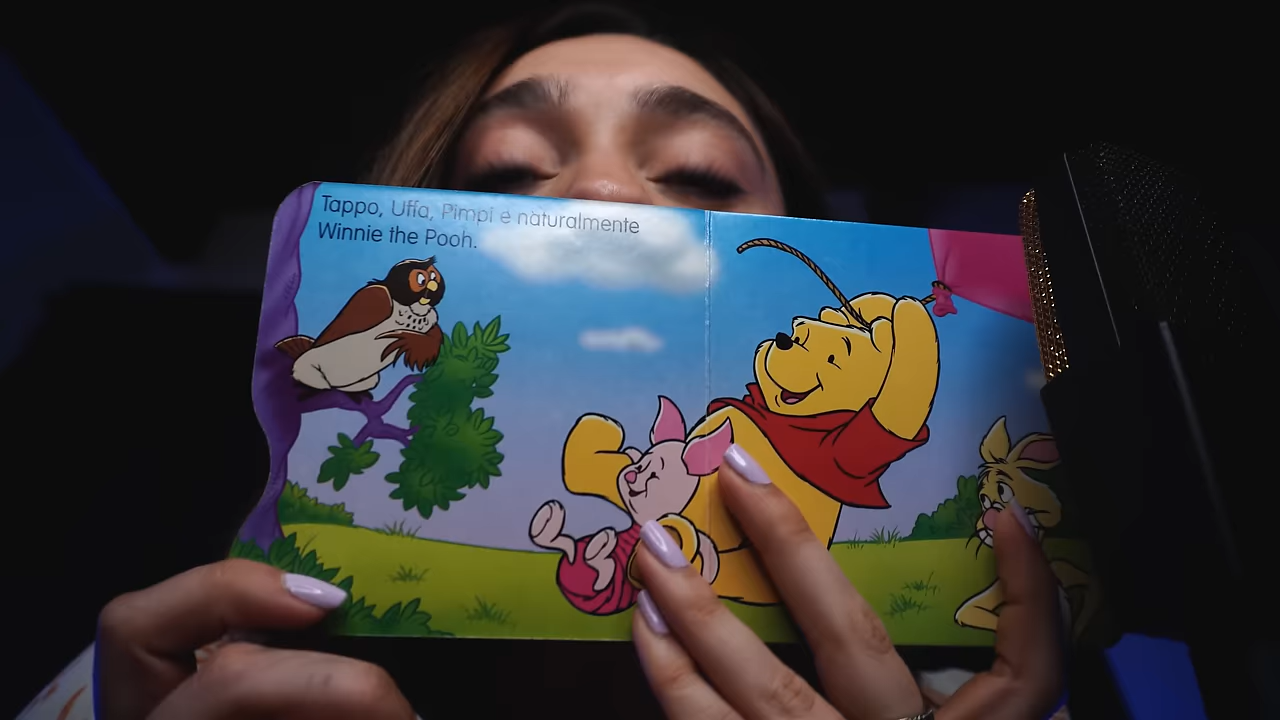 Tappo, Uffa, Pimpi e naturalmente
Winnie the Pooh.